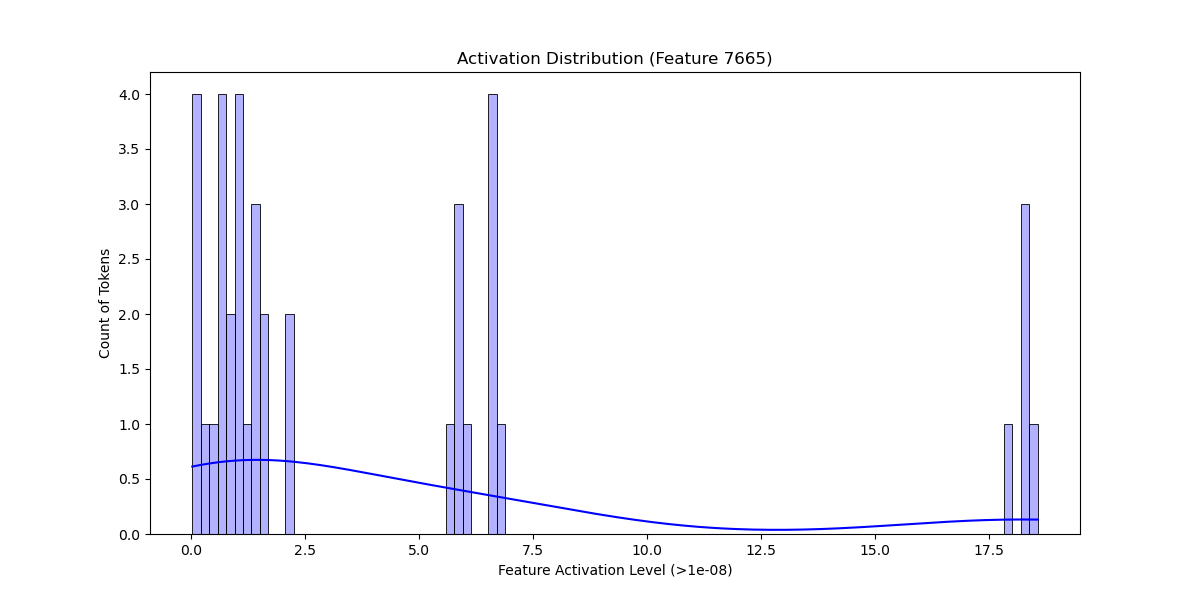 Activation Distribution (Feature 7665)
4.0
3.5
3.0
2.5
2.0
1.5
1.0
0.5
0.0
Count of Tokens
0.0 2.5 5.0 7.5 10.0 12.5 15.0 17.5
Feature Activation Level (>1e-08)